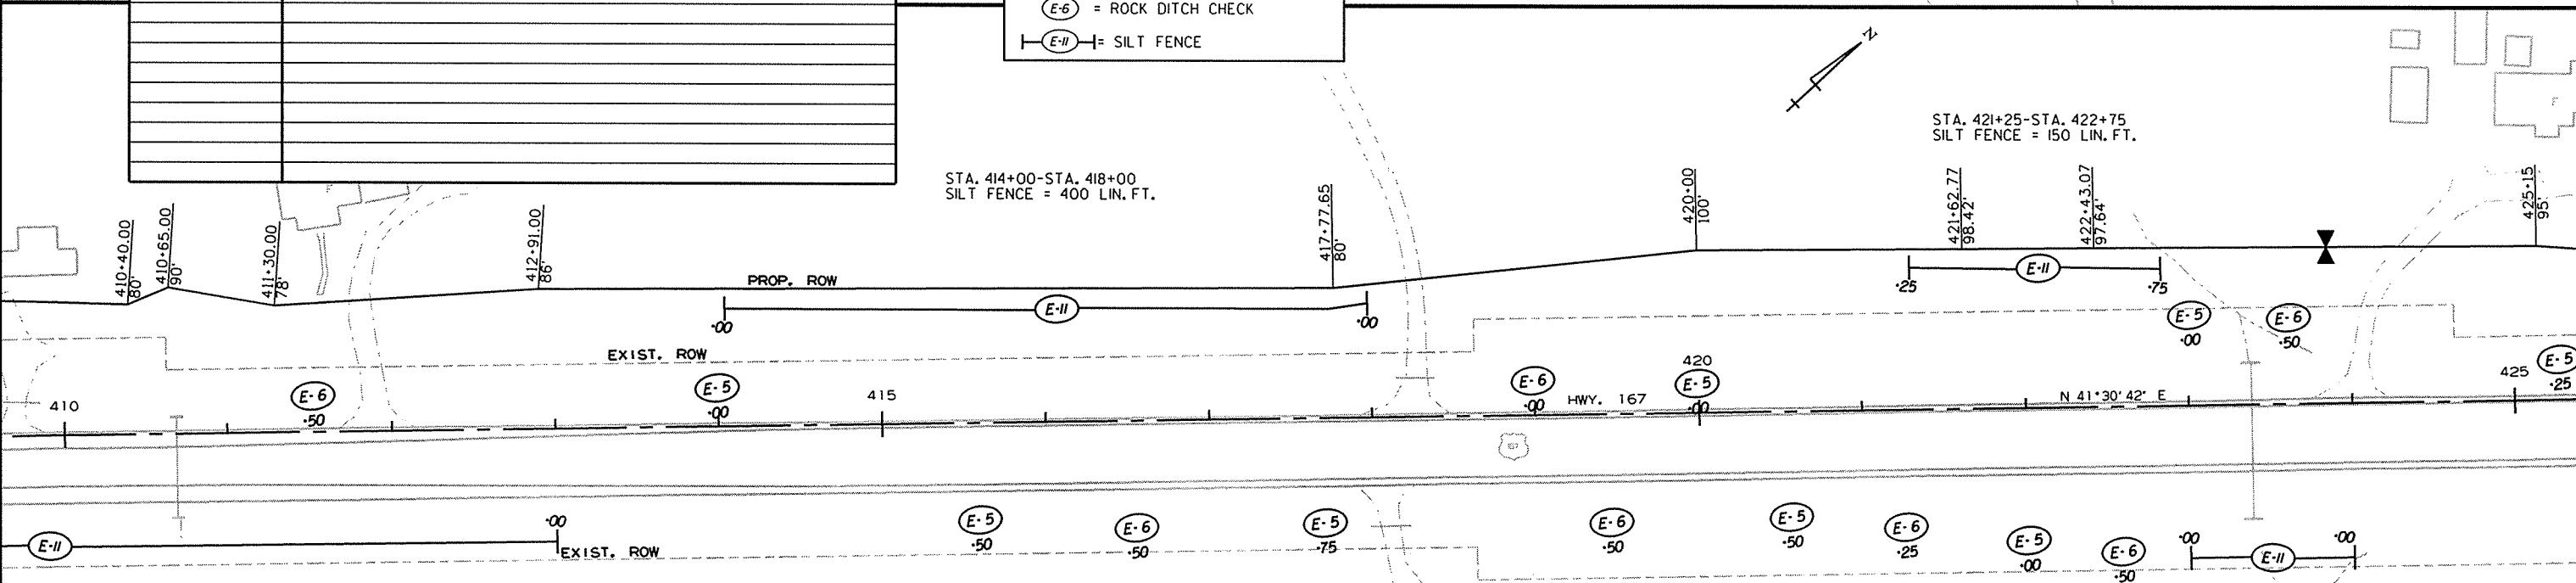 E-6 = ROCK DITCH CHECK
E-11 = SILT FENCE
N
STA. 421+25-STA. 422+75
SILT FENCE = 150 LIN. FT.
STA. 414+00-STA. 418+00
SILT FENCE = 400 LIN. FT.
410+40.00
80'
410+65.00
90'
411+30.00
78'
412+91.00
86'
417+77.65
80'
420+00
100'
421+62.77
98.42'
422+43.07
97.64'
425+15
95'
PROP. ROW
E-11
+00
+00
E-11
+25
+75
EXIST. ROW
E-5
+00
E-6
+50
410
E-6
+50
E-5
+00
415
E-6
+00
HWY. 167
420
E-5
+00
N 41°30'42" E
425
E-5
+25
167
E-11
+00
EXIST. ROW
E-5
+50
E-6
+50
E-5
+75
E-6
+50
E-5
+50
E-6
+25
E-5
+00
E-6
+50
+00
E-11
+00